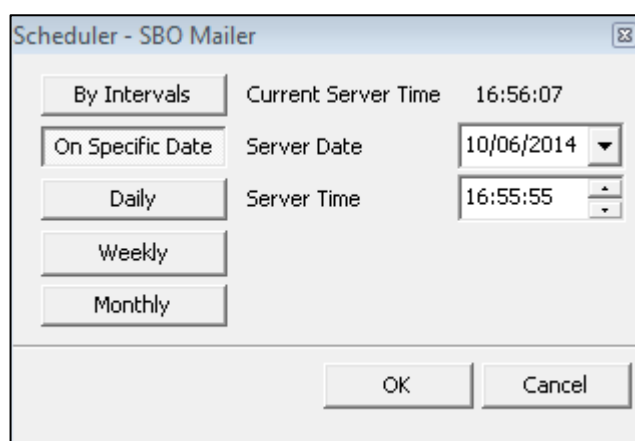 Scheduler - SBO Mailer
By Intervals Current Server Time 16:56:07
On Specific Date Server Date 10/06/2014
Daily Server Time 16:55:55
Weekly
Monthly
OK Cancel